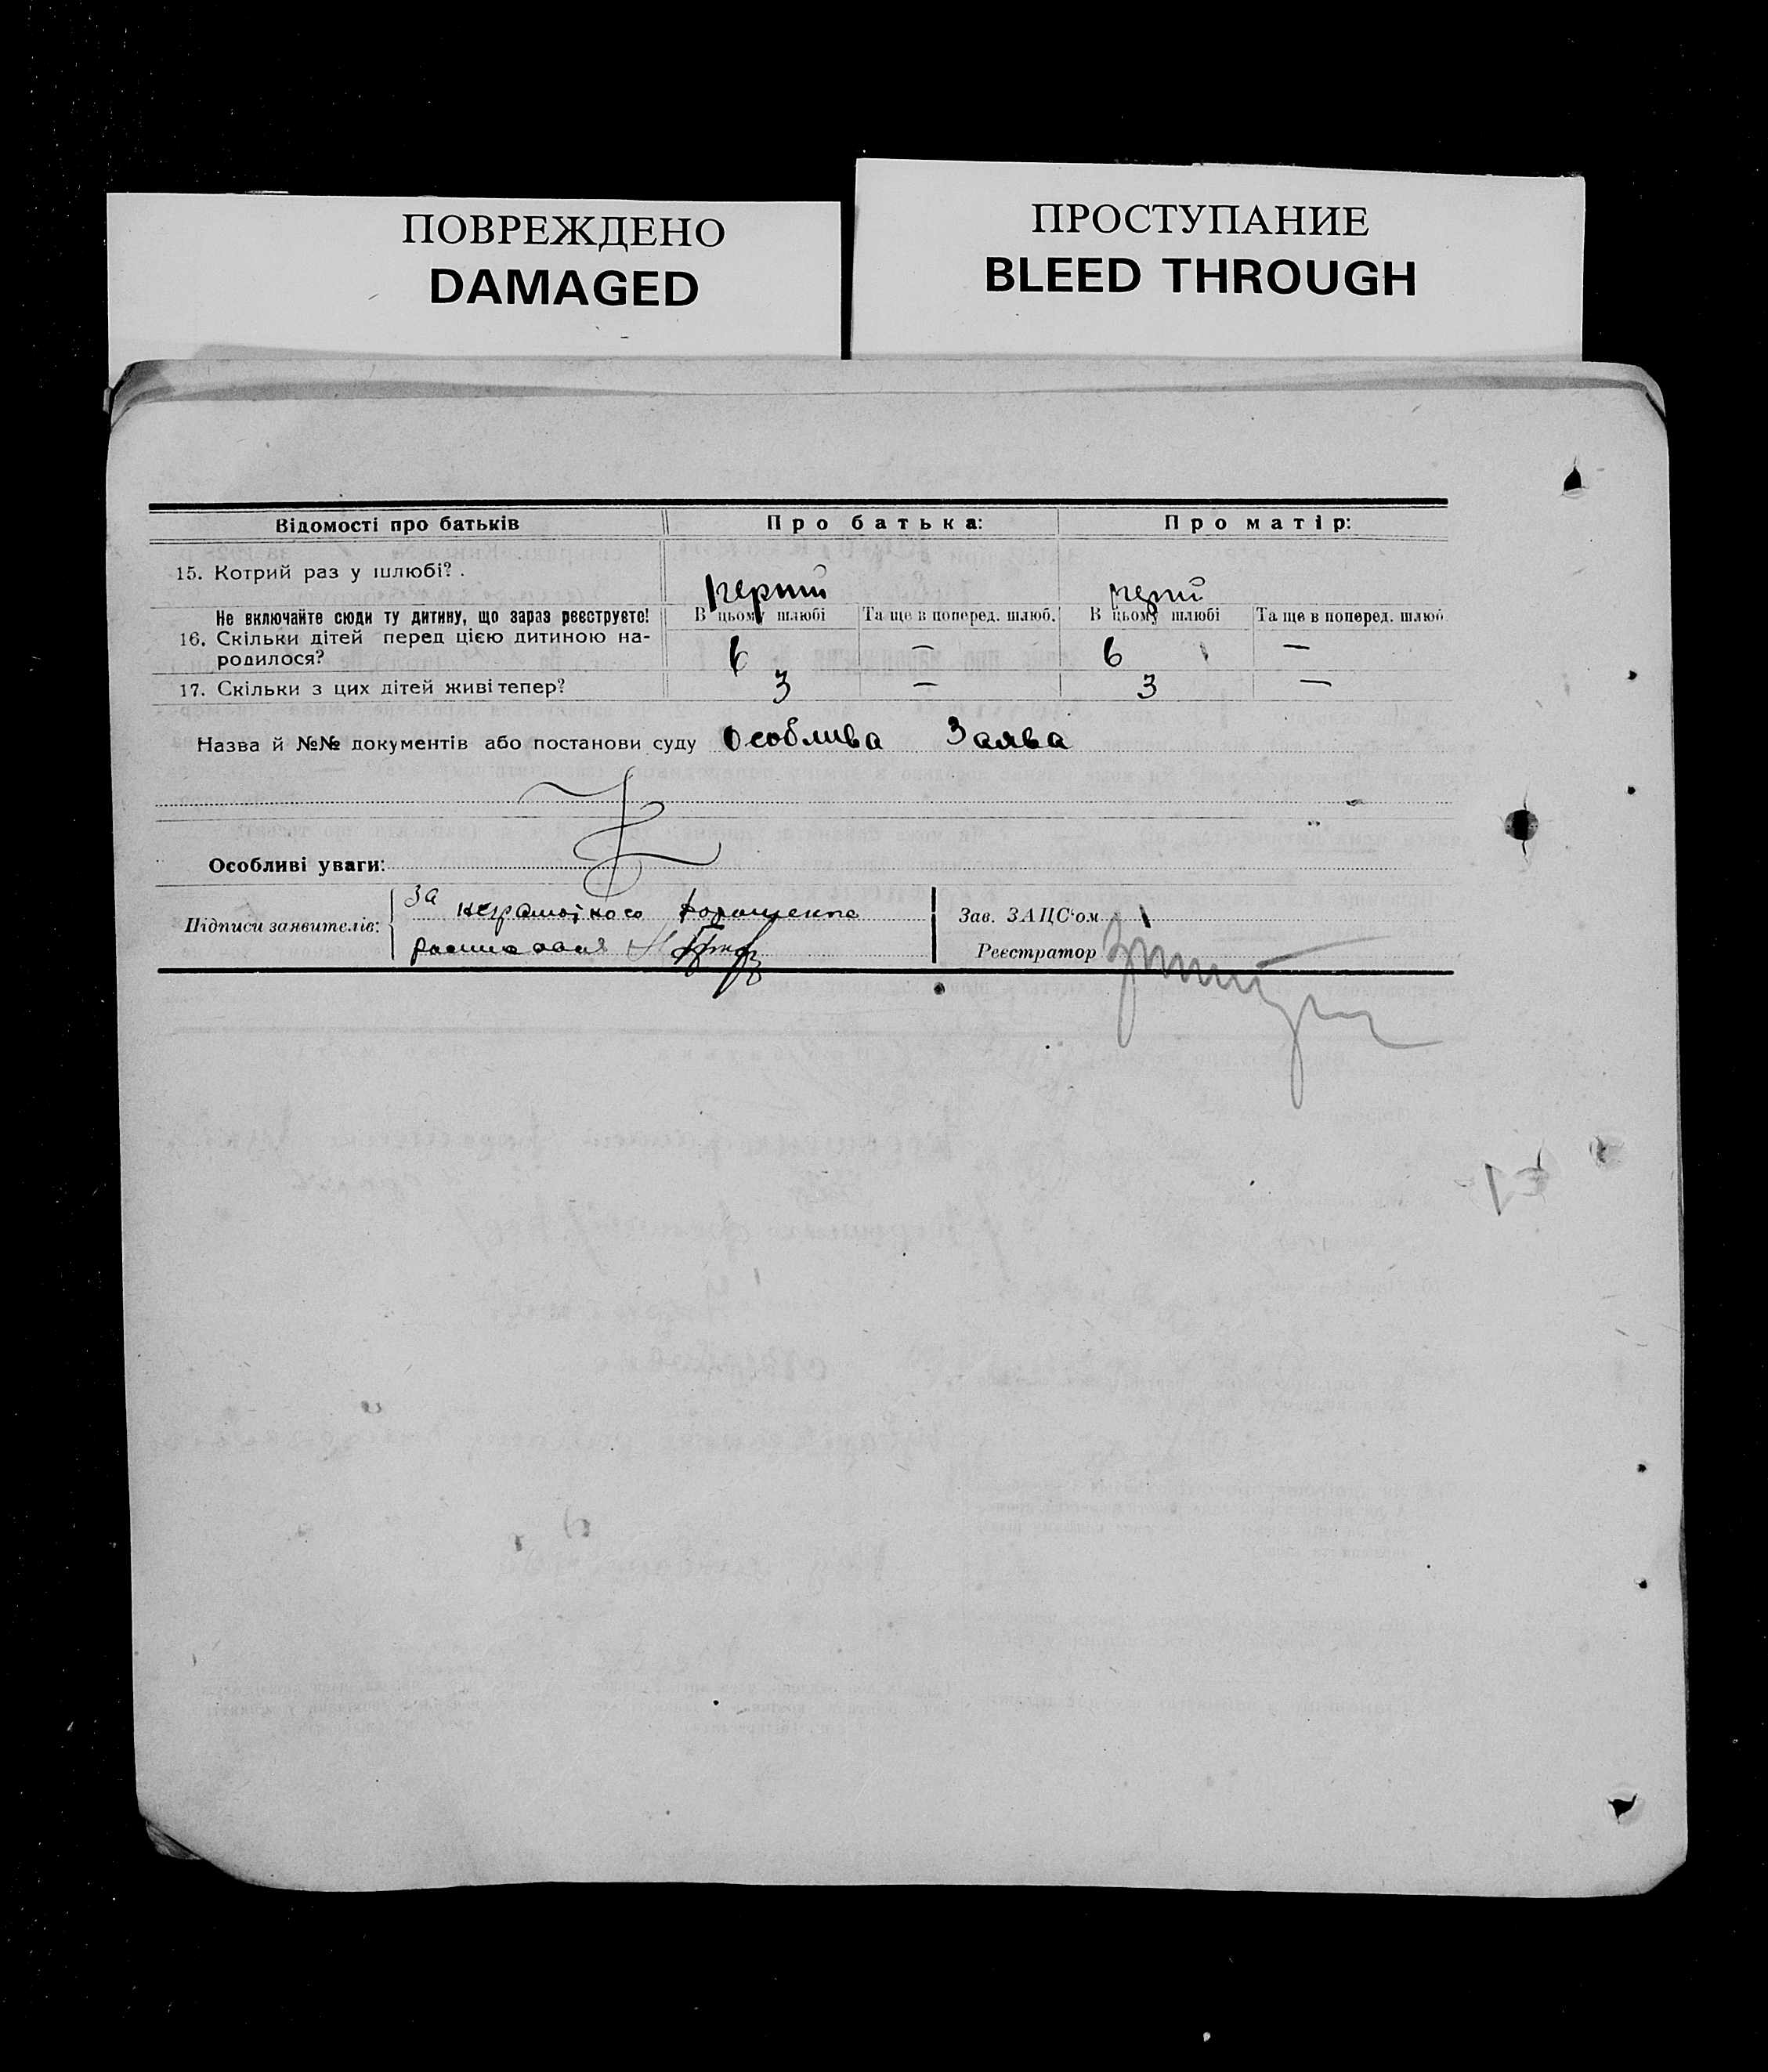 ПОВРЕЖДЕНО
DAMAGED
ПРОСТУПАНИЕ
BLEED THROUGH
Відомості про батьків Про батька: Про матір:
15. Котрий раз у шлюбі?
перший
Не включайте сюди ту дитину, що зараз реєструєте! В цьому шлюбі Та ще в поперед. шлюб. В цьому шлюбі Та ще в поперед. шлюб
16. Скільки дітей перед цією дитиною на-
родилося? 6 — 6 —
17. Скільки з цих дітей живі тепер? 3 — 3 —
Назва й №№ документів або постанови суду Особлива Заява
Особливі уваги:
За
неграмотного
Підписи заявителів:
Зав. ЗАЦС'ом
Реєстратор